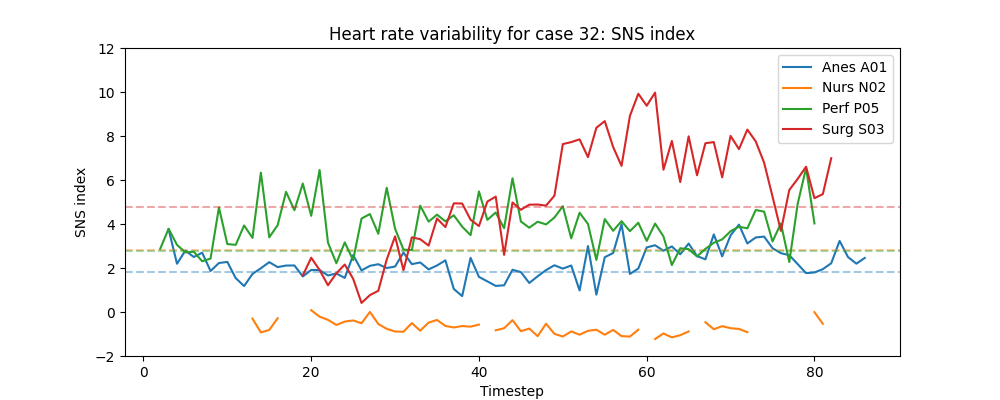 Heart rate variability for case 32: SNS index
12
10
8
6
4
2
0
−2
SNS index
0
20
40
60
80
Timestep
Anes A01
Nurs N02
Perf P05
Surg S03